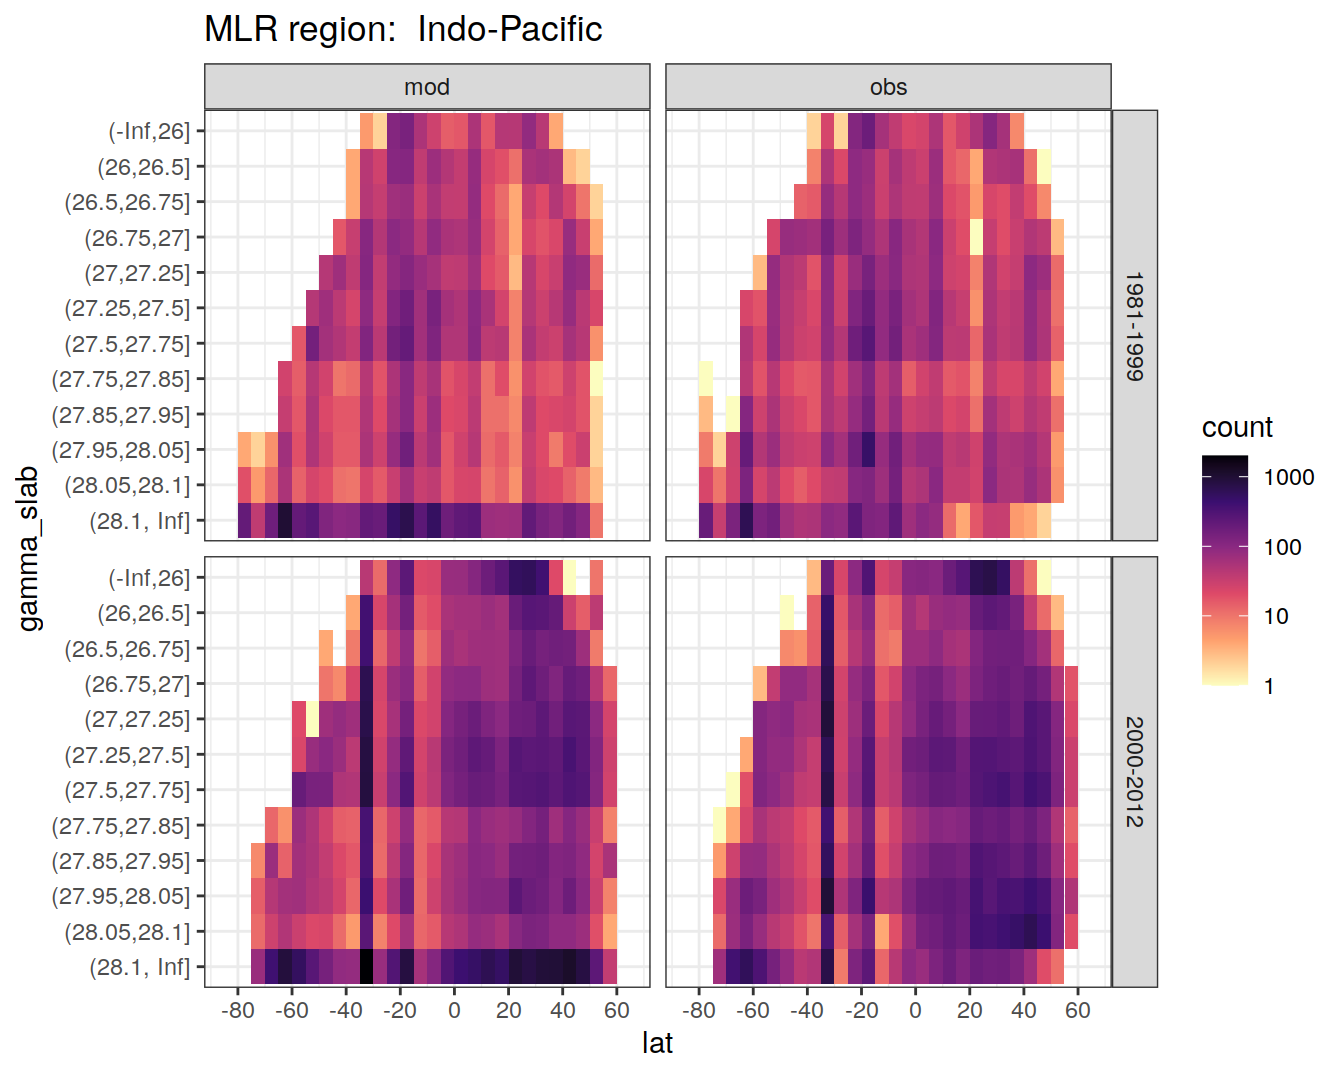 MLR region:  Indo-Pacific
mod
obs
(-Inf,26]
(26,26.5]
(26.5,26.75]
(26.75,27]
(27,27.25]
(27.25,27.5]
(27.5,27.75]
(27.75,27.85]
(27.85,27.95]
(27.95,28.05]
(28.05,28.1]
(28.1, Inf]
1981-1999
(-Inf,26]
(26,26.5]
(26.5,26.75]
(26.75,27]
(27,27.25]
(27.25,27.5]
(27.5,27.75]
(27.75,27.85]
(27.85,27.95]
(27.95,28.05]
(28.05,28.1]
(28.1, Inf]
2000-2012
gamma_slab
-80 -60 -40 -20 0 20 40 60
-80 -60 -40 -20 0 20 40 60
lat
count
1000
100
10
1